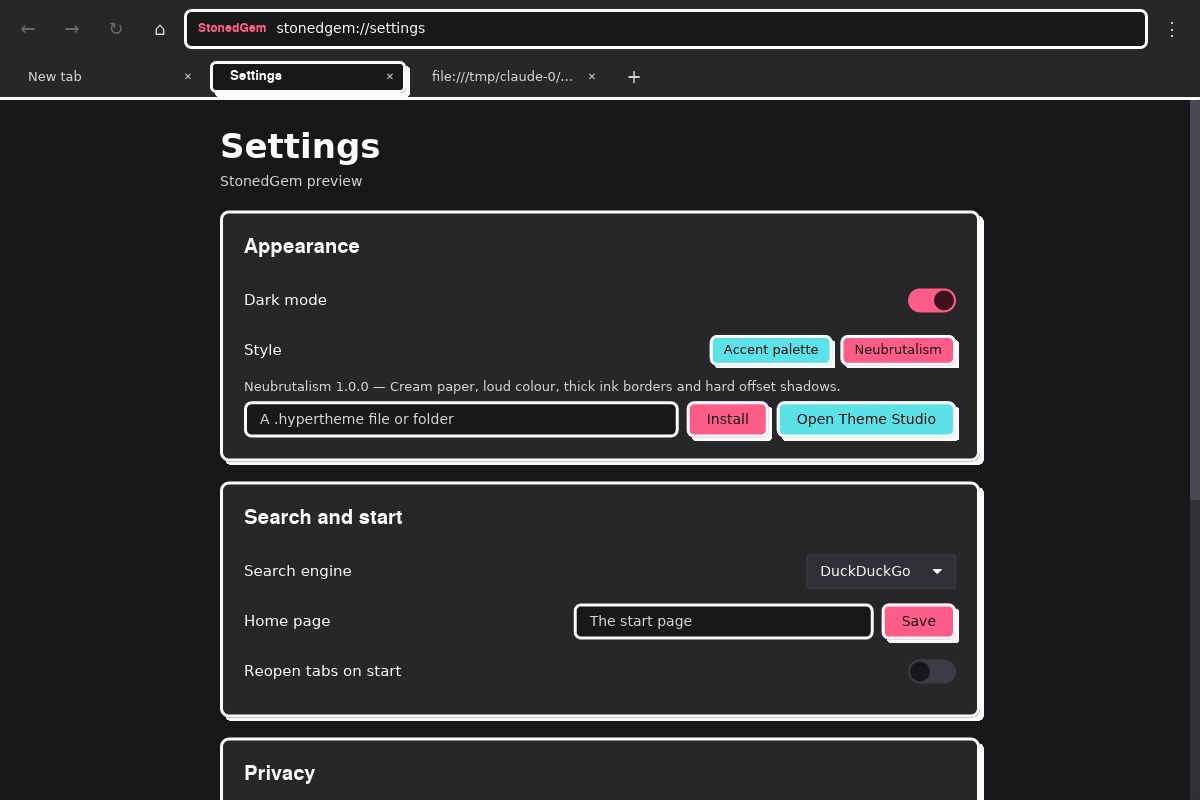 StonedGem stonedgem://settings
New tab × Settings × file:///tmp/claude-0/... × +
Settings
StonedGem preview
Appearance
Dark mode
Style Accent palette Neubrutalism
Neubrutalism 1.0.0 — Cream paper, loud colour, thick ink borders and hard offset shadows.
A .hypertheme file or folder Install Open Theme Studio
Search and start
Search engine DuckDuckGo
Home page The start page Save
Reopen tabs on start
Privacy